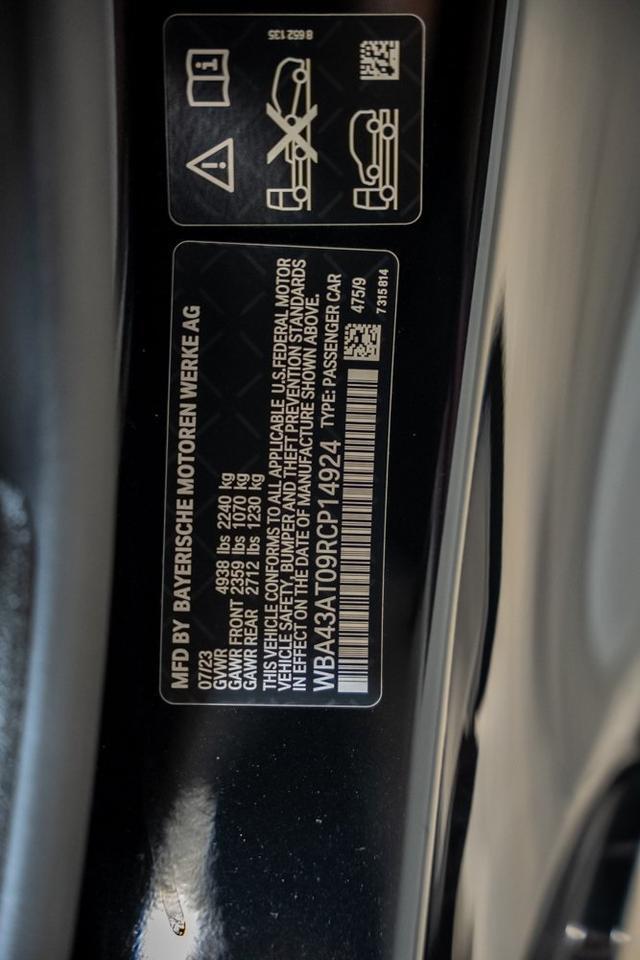 8 652 135
MFD BY BAYERISCHE MOTOREN WERKE AG
07/23
GVWR 4938 lbs 2240 kg
GAWR FRONT 2359 lbs 1070 kg
GAWR REAR 2712 lbs 1230 kg
THIS VEHICLE CONFORMS TO ALL APPLICABLE U.S.FEDERAL MOTOR
VEHICLE SAFETY, BUMPER AND THEFT PREVENTION STANDARDS
IN EFFECT ON THE DATE OF MANUFACTURE SHOWN ABOVE.
WBA43AT09RCP14924 TYPE: PASSENGER CAR
475/9
7 315 814